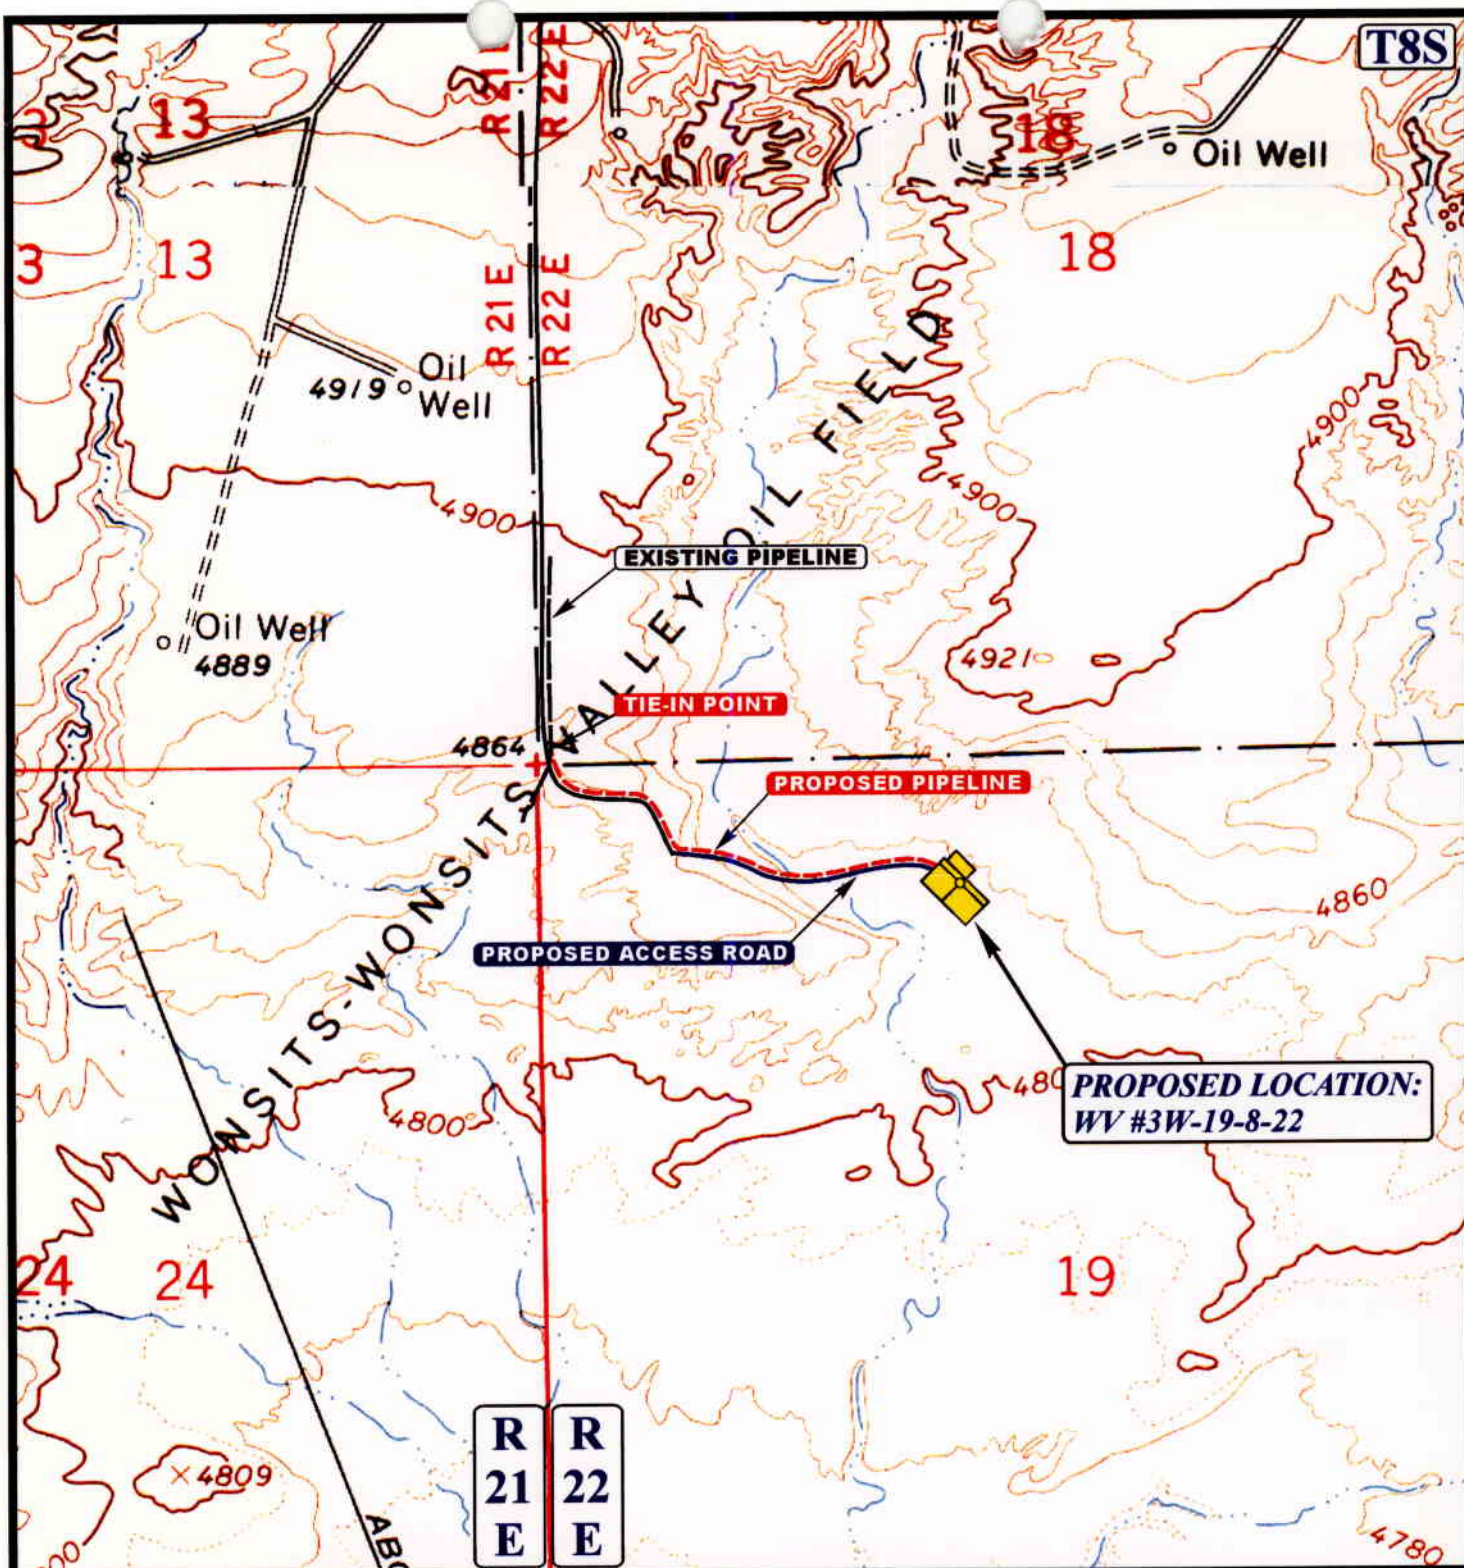 T8S
R 21 E
R 22 E
3
13
18
Oil Well
3
13
18
R 21 E
R 22 E
Oil
Well
4919
4900
4900
4900
WONSITS-WONSITS VALLEY OIL FIELD
EXISTING PIPELINE
Oil Well
4889
4921
TIE-IN POINT
4864
PROPOSED PIPELINE
4860
PROPOSED ACCESS ROAD
4800
PROPOSED LOCATION:
WV #3W-19-8-22
24
24
19
R
21
E
R
22
E
4809
4780